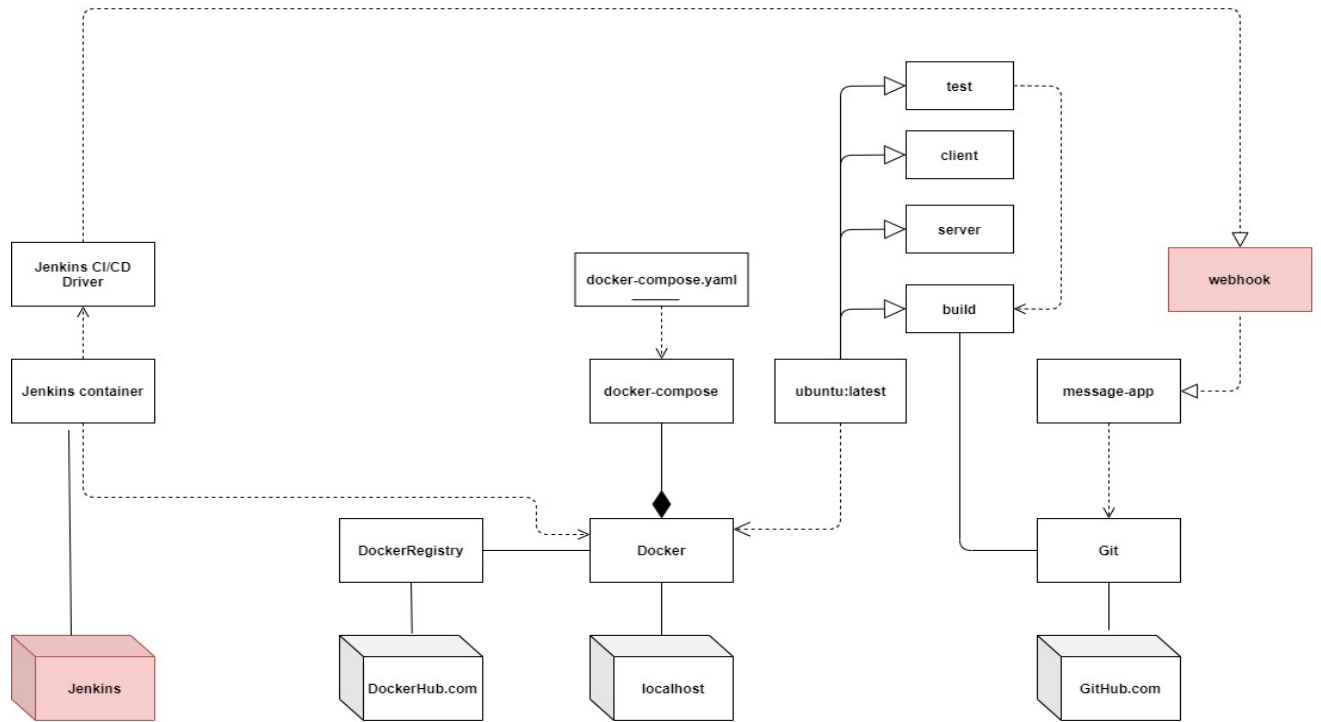 test
client
server
Jenkins CI/CD
Driver
docker-compose.yaml
webhook
build
Jenkins container
docker-compose
ubuntu:latest
message-app
DockerRegistry
Docker
Git
Jenkins
DockerHub.com
localhost
GitHub.com